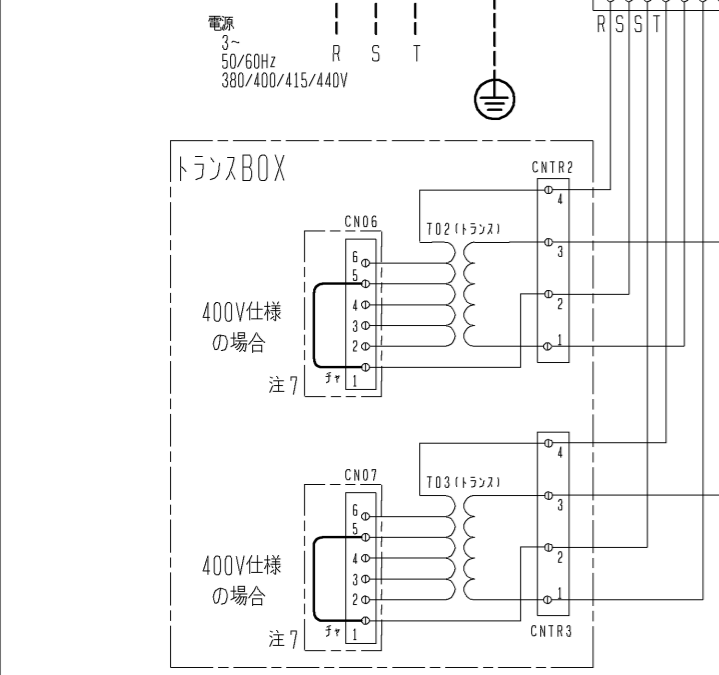 電源
3~
50/60Hz
380/400/415/440V
R S T
R S S T
トランスBOX
CNTR2
4
3
2
1
CN06
T02(トランス)
6
5
4
3
2
1
400V仕様
の場合
注7
チャ
CN07
T03(トランス)
6
5
4
3
2
1
400V仕様
の場合
注7
チャ
4
3
2
1
CNTR3